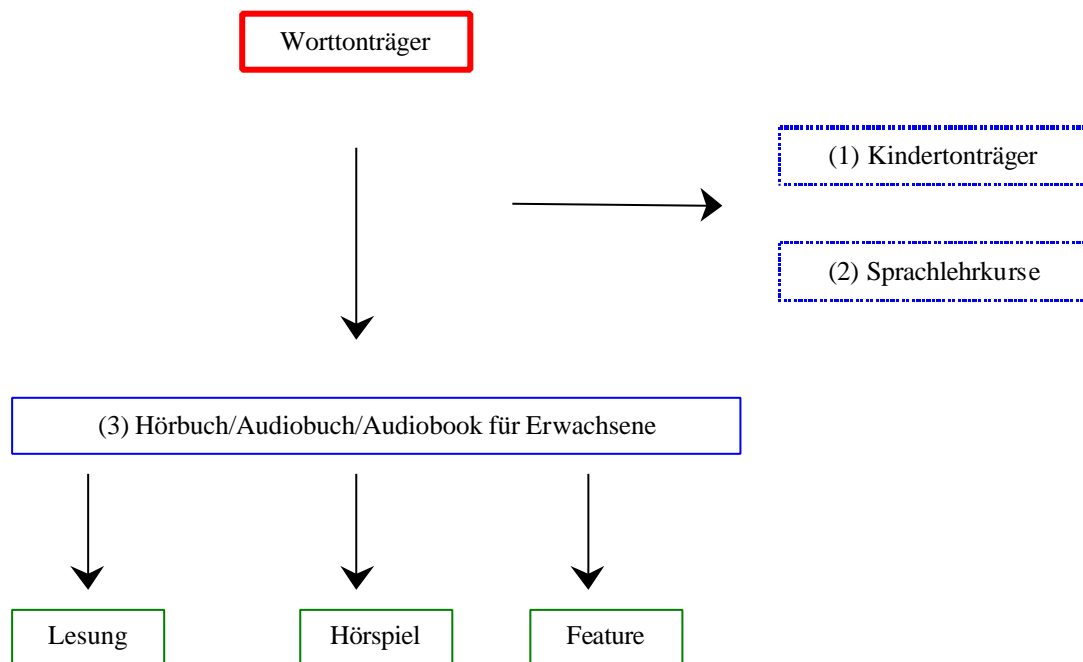 Worttonträger
(1) Kindertonträger
(2) Sprachlehrkurse
(3) Hörbuch/Audiobuch/Audiobook für Erwachsene
Lesung
Hörspiel
Feature